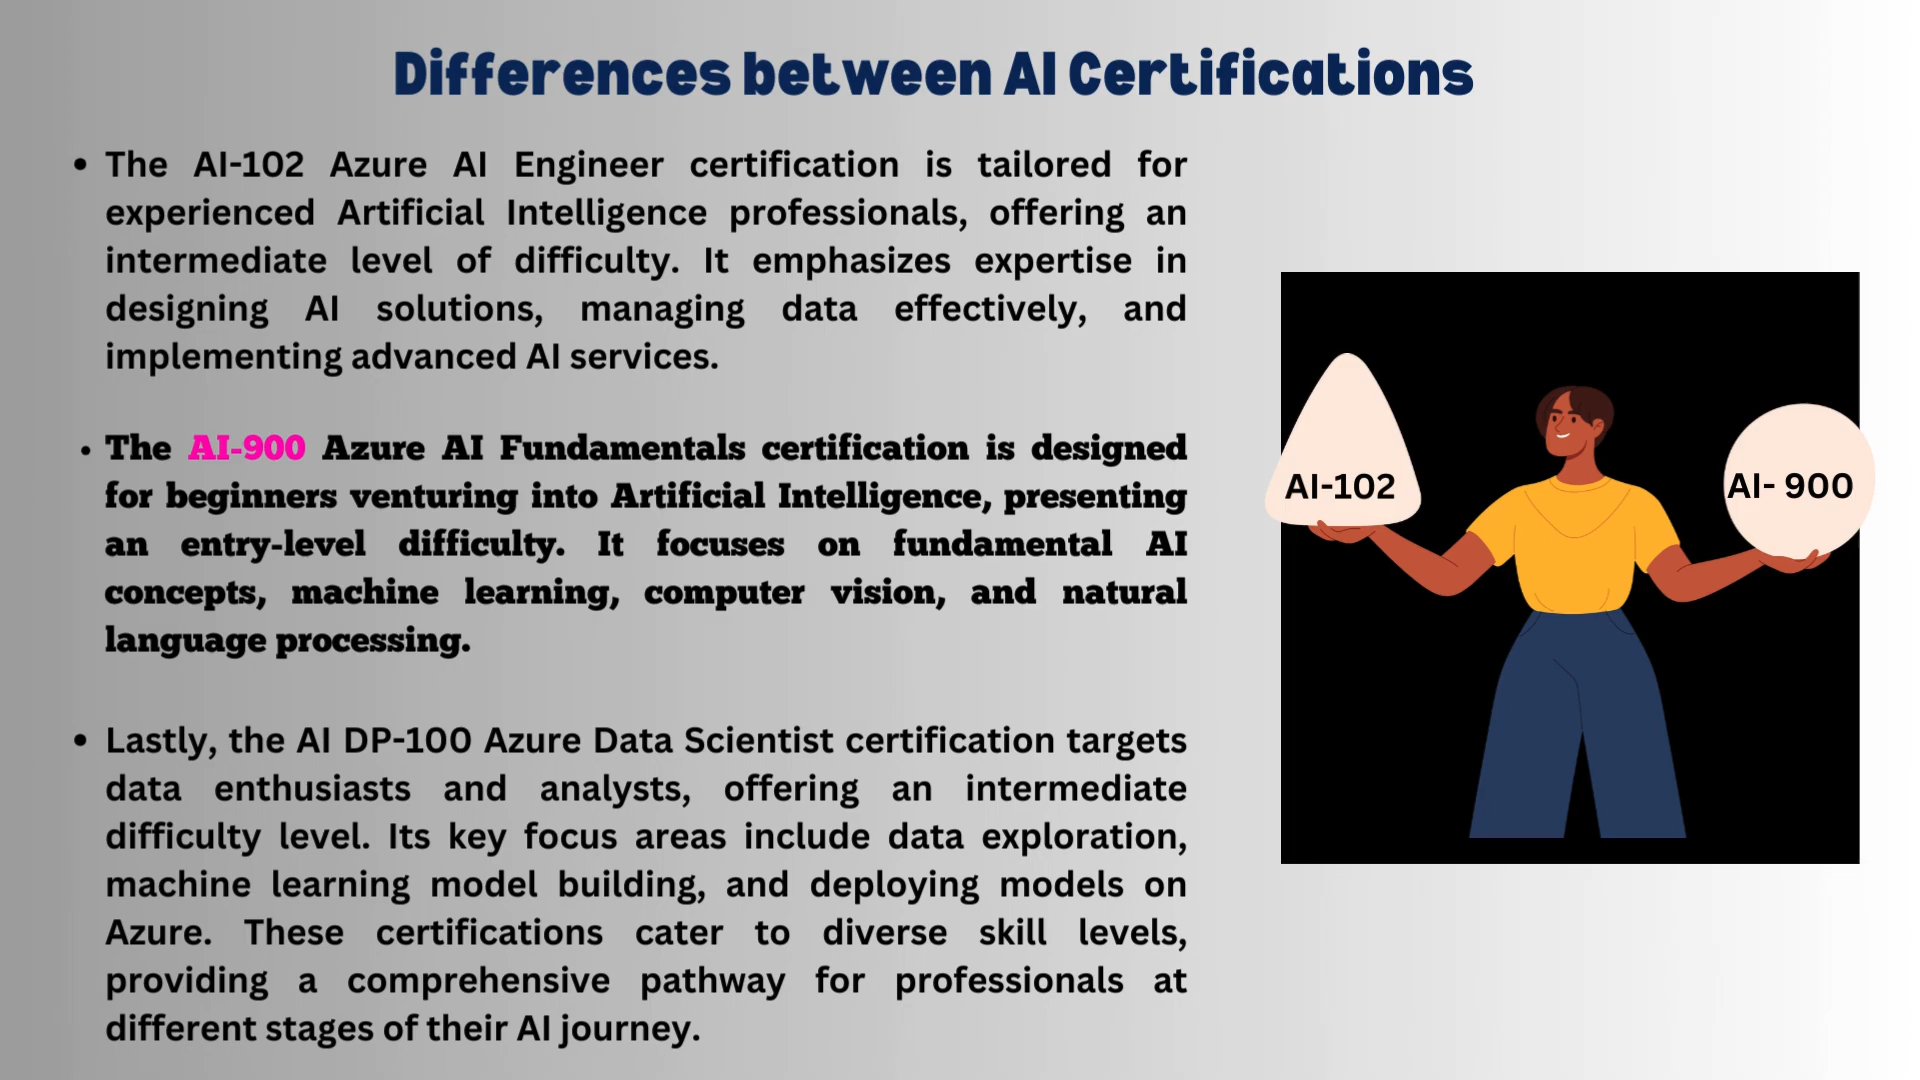 Differences between AI Certifications
• The AI-102 Azure AI Engineer certification is tailored for
experienced Artificial Intelligence professionals, offering an
intermediate level of difficulty. It emphasizes expertise in
designing AI solutions, managing data effectively, and
implementing advanced AI services.
• The AI-900 Azure AI Fundamentals certification is designed
for beginners venturing into Artificial Intelligence, presenting
an entry-level difficulty. It focuses on fundamental AI
concepts, machine learning, computer vision, and natural
language processing.
• Lastly, the AI DP-100 Azure Data Scientist certification targets
data enthusiasts and analysts, offering an intermediate
difficulty level. Its key focus areas include data exploration,
machine learning model building, and deploying models on
Azure. These certifications cater to diverse skill levels,
providing a comprehensive pathway for professionals at
different stages of their AI journey.
AI-102
AI- 900